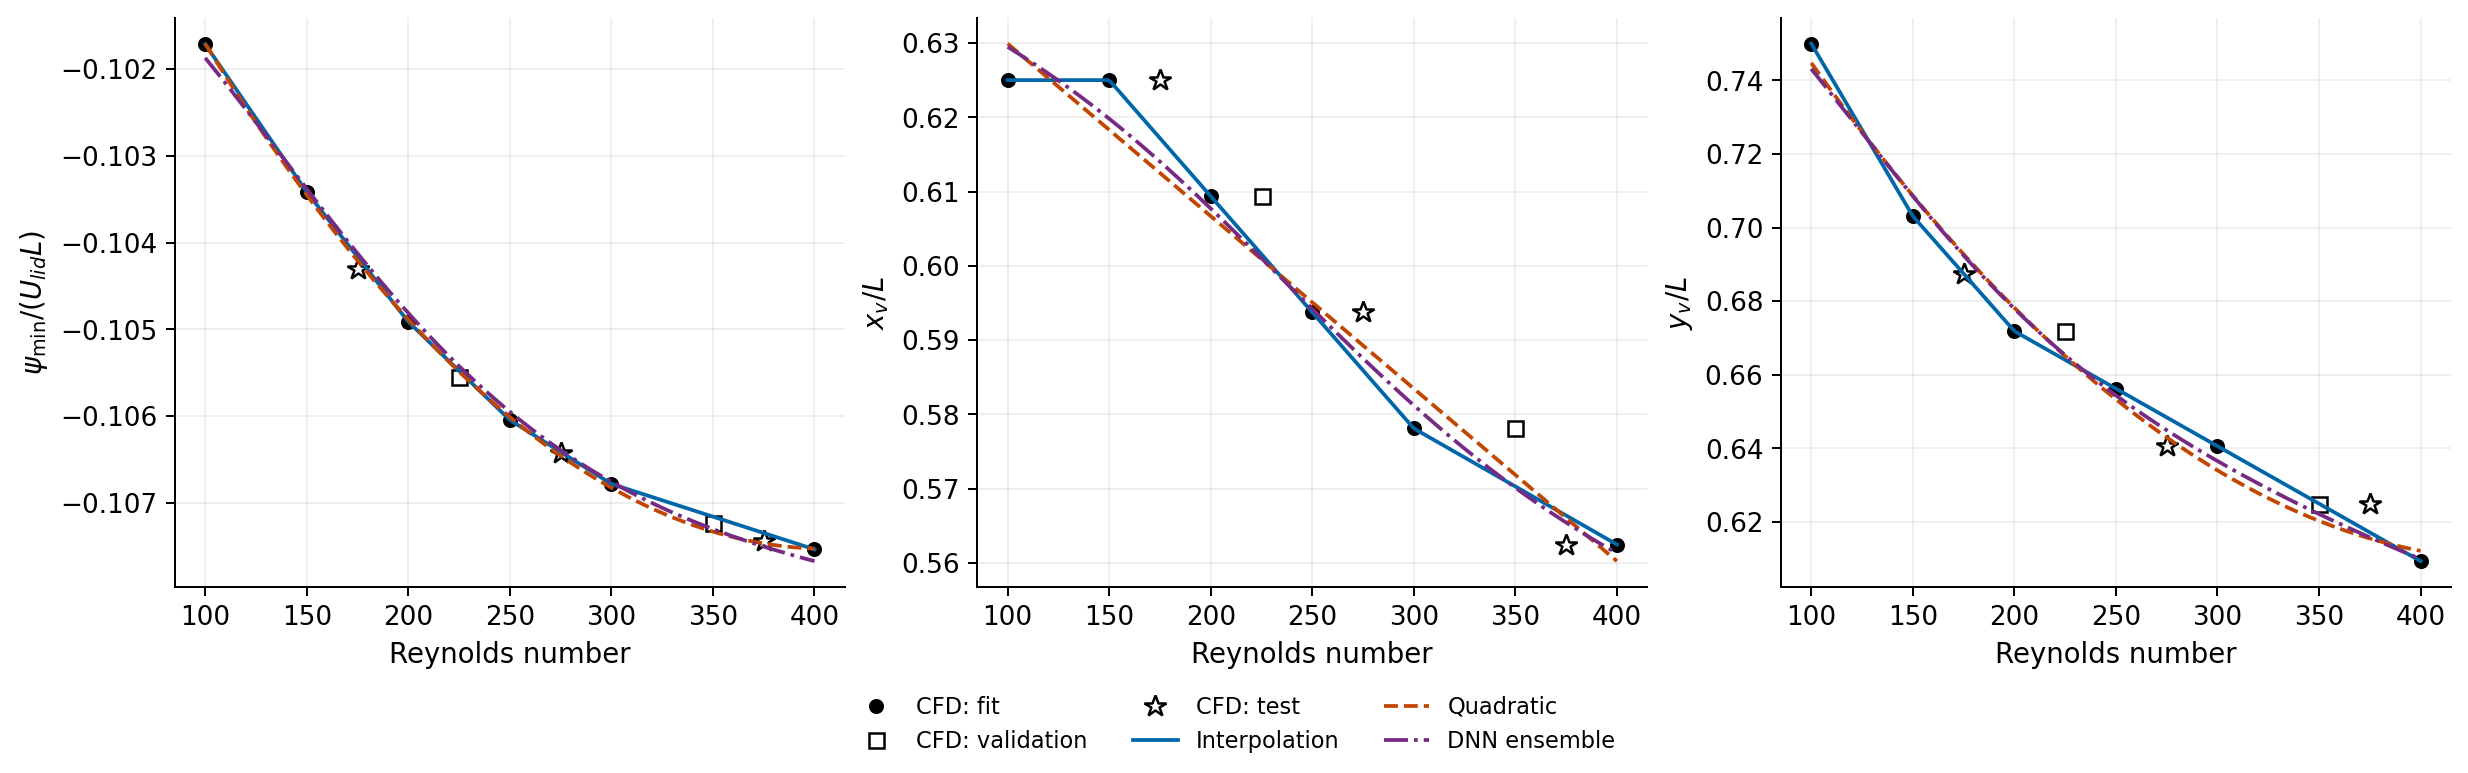 −0.102
−0.103
−0.104
−0.105
−0.106
−0.107
ψmin/(UlidL)
100 150 200 250 300 350 400
Reynolds number
0.63
0.62
0.61
0.60
0.59
0.58
0.57
0.56
xv/L
100 150 200 250 300 350 400
Reynolds number
0.74
0.72
0.70
0.68
0.66
0.64
0.62
yv/L
100 150 200 250 300 350 400
Reynolds number
CFD: fit
CFD: validation
CFD: test
Interpolation
Quadratic
DNN ensemble